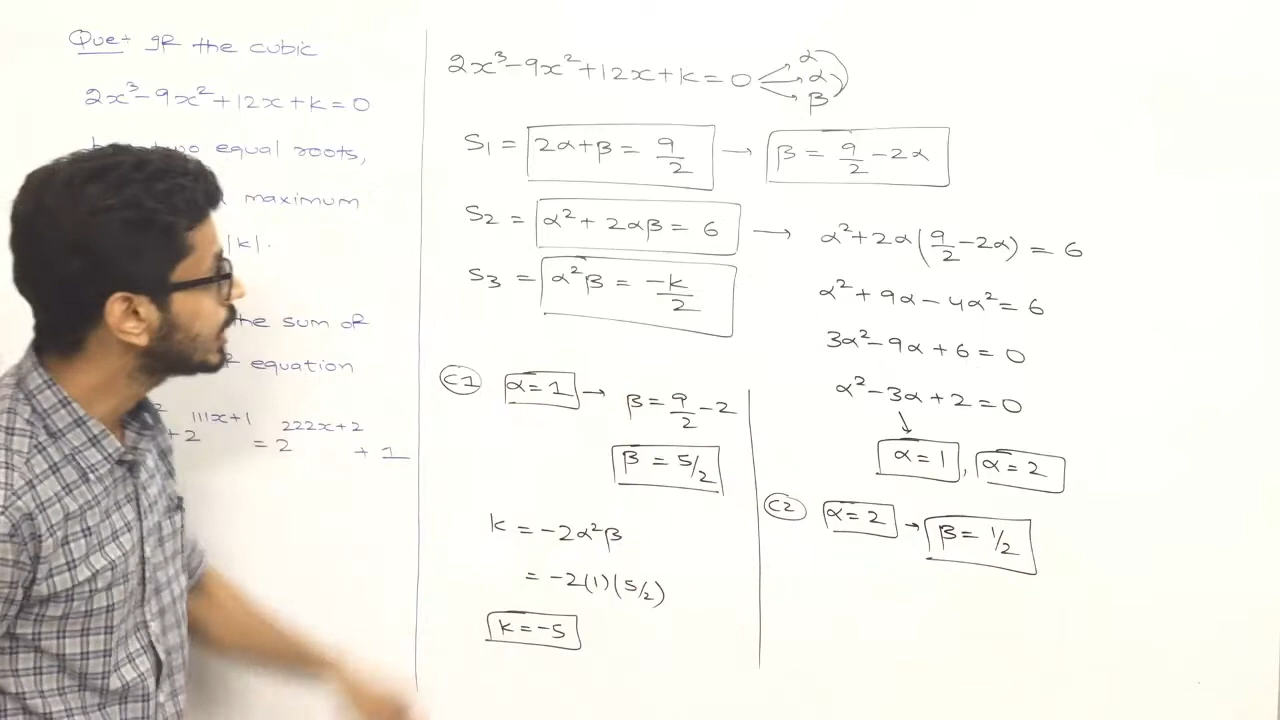 Que→ If the cubic
2x³-9x²+12x+k=0
two equal roots,
maximum
|k|.
the sum of
equation
+2^{111x+1} = 2^{222x+2} + 1
2x³-9x²+12x+k=0
α
α
β
S₁ = 2α+β = 9/2 → β = 9/2 - 2α
S₂ = α²+2αβ = 6 → α²+2α(9/2-2α) = 6
S₃ = α²β = -k/2
α²+9α-4α²=6
3α²-9α+6=0
α²-3α+2=0
α=1, α=2
C1 α=1 → β=9/2-2
β=5/2
k = -2α²β
= -2(1)(5/2)
k=-5
C2 α=2 → β=1/2